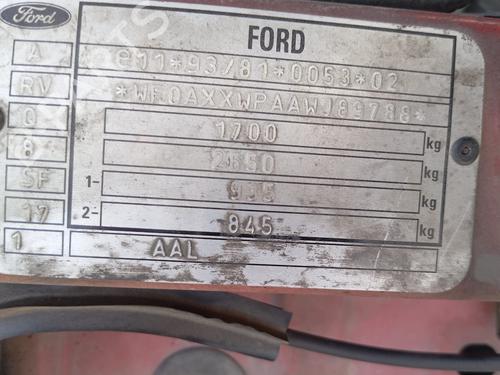 Ford
FORD
A
e11*93/81*0053*02
RV
*WF0AXXWPAAWJ89788*
Q
1700 kg
8
2650 kg
SF
1- 935 kg
17
2- 845 kg
1
AAL